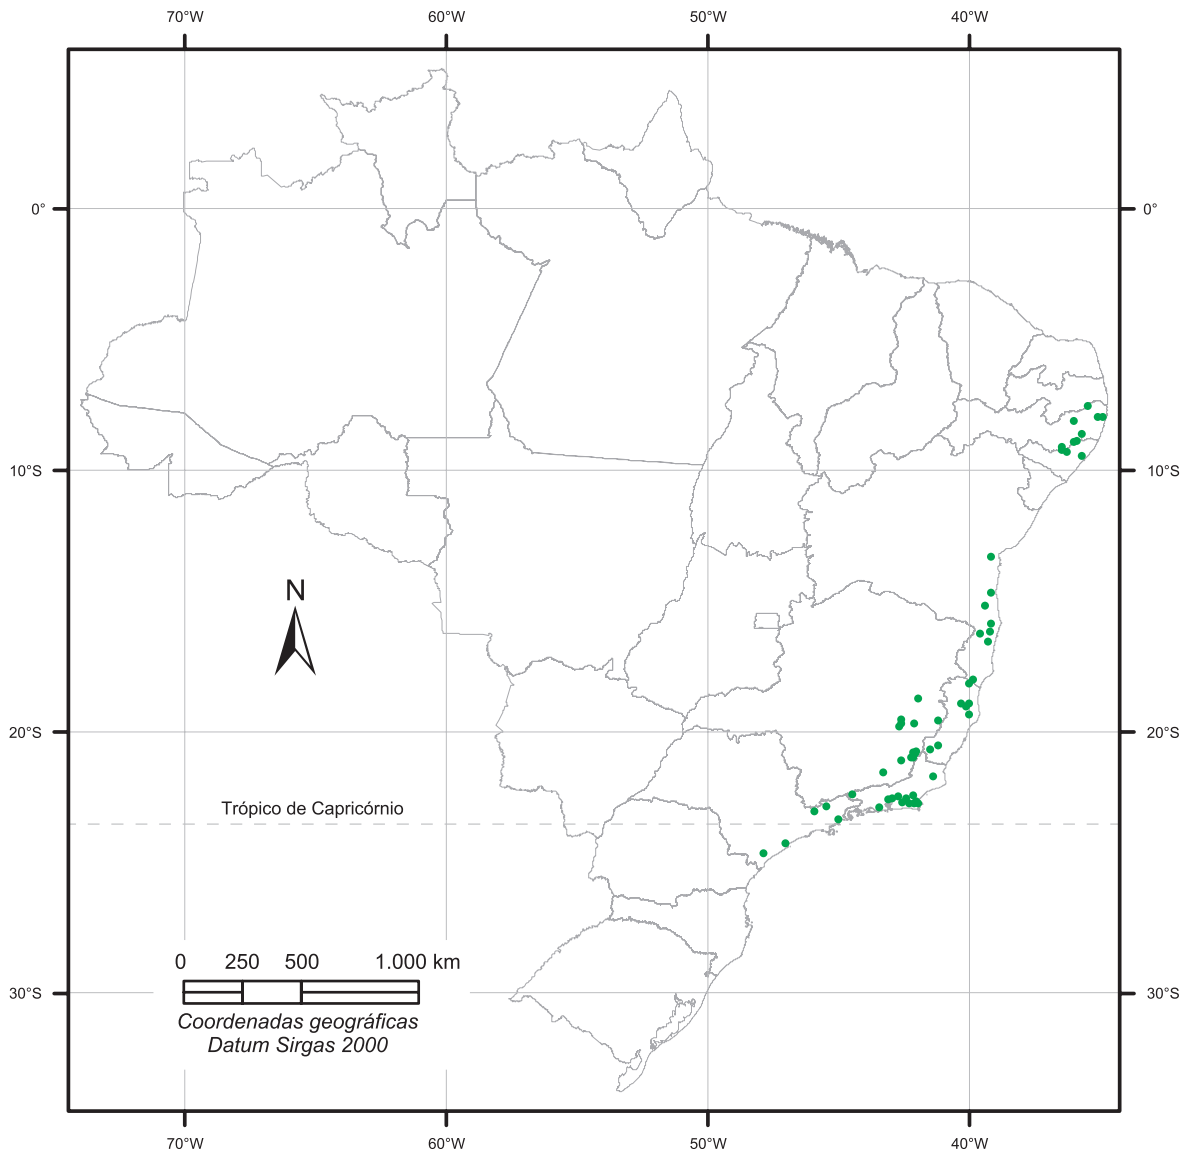 70°W 60°W 50°W 40°W
0° 0°
10°S 10°S
N
20°S 20°S
Trópico de Capricórnio
0 250 500 1.000 km
30°S 30°S
Coordenadas geográficas
Datum Sirgas 2000
70°W 60°W 50°W 40°W